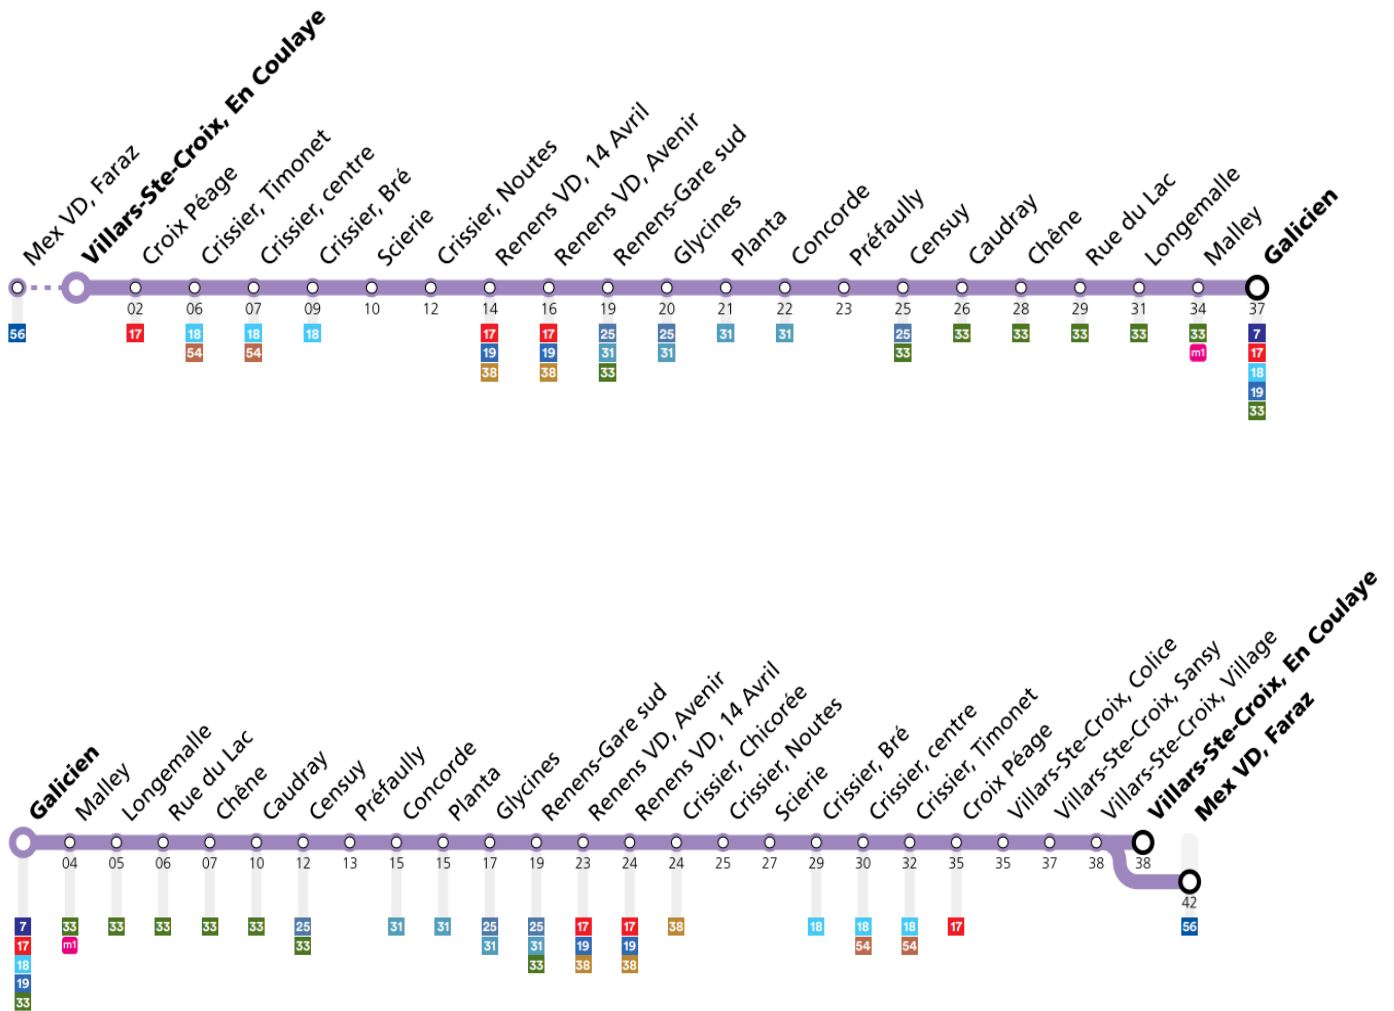 Mex VD, Faraz
Villars-Ste-Croix, En Coulaye
Croix Péage
Crissier, Timonet
Crissier, centre
Crissier, Bré
Scierie
Crissier, Noutes
Renens VD, 14 Avril
Renens VD, Avenir
Renens-Gare sud
Glycines
Planta
Concorde
Préfaully
Censuy
Caudray
Chêne
Rue du Lac
Longemalle
Malley
Galicien
02 06 07 09 10 12 14 16 19 20 21 22 23 25 26 28 29 31 34 37
56 17 18 18 18 17 17 25 25 31 31 25 33 33 33 33 33 7
54 54 19 19 31 31 33 m1 17
38 38 33 18
19
33
Galicien
Malley
Longemalle
Rue du Lac
Chêne
Caudray
Censuy
Préfaully
Concorde
Planta
Glycines
Renens-Gare sud
Renens VD, Avenir
Renens VD, 14 Avril
Crissier, Chicorée
Crissier, Noutes
Scierie
Crissier, Bré
Crissier, centre
Crissier, Timonet
Croix Péage
Villars-Ste-Croix, Colice
Villars-Ste-Croix, Sansy
Villars-Ste-Croix, Village
Villars-Ste-Croix, En Coulaye
Mex VD, Faraz
04 05 06 07 10 12 13 15 15 17 19 23 24 24 25 27 29 30 32 35 35 37 38 38
42
7 33 33 33 33 33 25 31 31 25 25 17 17 38 18 18 18 17 56
17 m1 33 31 31 19 19 54 54
18 33 38 38
19
33